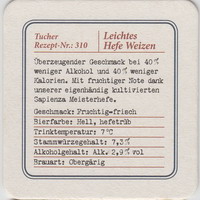 Tucher
Rezept-Nr.: 310
Leichtes
Hefe Weizen
Überzeugender Geschmack bei 40 %
weniger Alkohol und 40 % weniger
Kalorien. Mit fruchtiger Note dank
unserer eigenhändig kultivierten
Sapienza Meisterhefe.
Geschmack: Fruchtig-frisch
Bierfarbe: Hell, hefetrüb
Trinktemperatur: 7°C
Stammwürzegehalt: 7,3%
Alkoholgehalt: Alk. 2,9% vol
Brauart: Obergärig